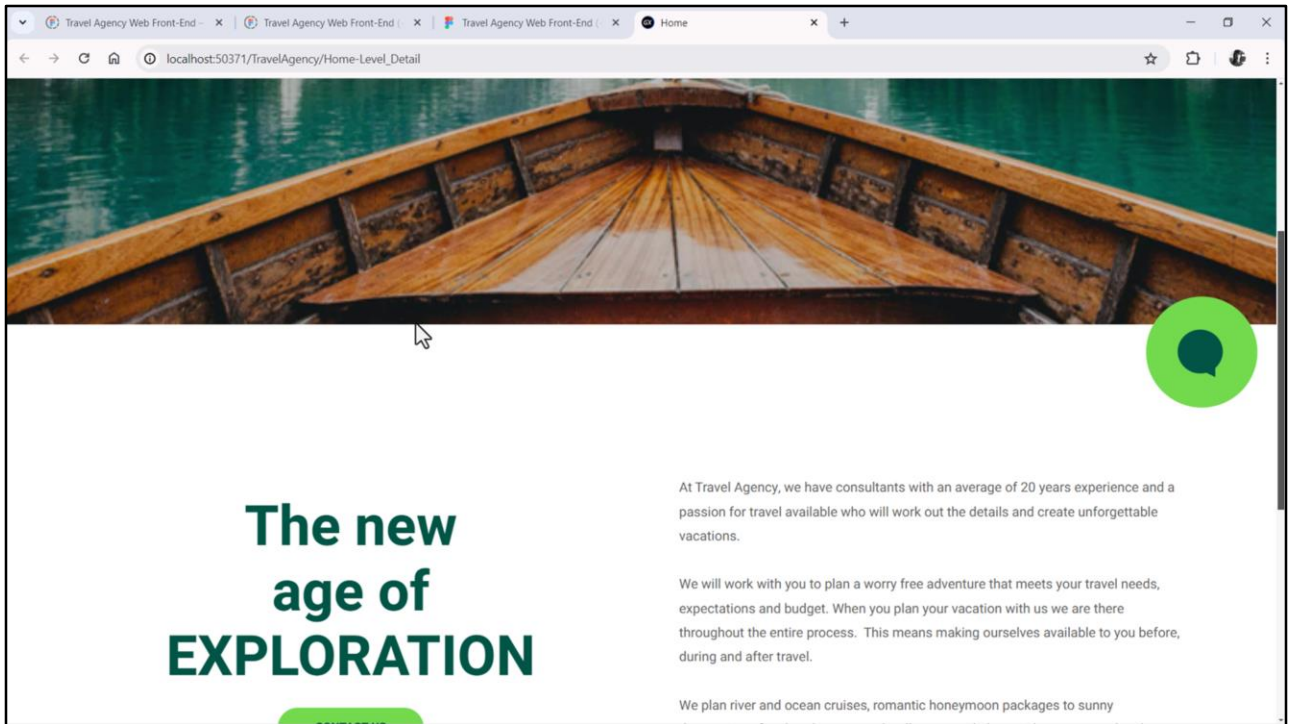 Travel Agency Web Front-End -
Travel Agency Web Front-End (
Travel Agency Web Front-End (
GX
Home
localhost:50371/TravelAgency/Home-Level_Detail
The new
age of
EXPLORATION
CONTACT US
At Travel Agency, we have consultants with an average of 20 years experience and a
passion for travel available who will work out the details and create unforgettable
vacations.
We will work with you to plan a worry free adventure that meets your travel needs,
expectations and budget. When you plan your vacation with us we are there
throughout the entire process.  This means making ourselves available to you before,
during and after travel.
We plan river and ocean cruises, romantic honeymoon packages to sunny